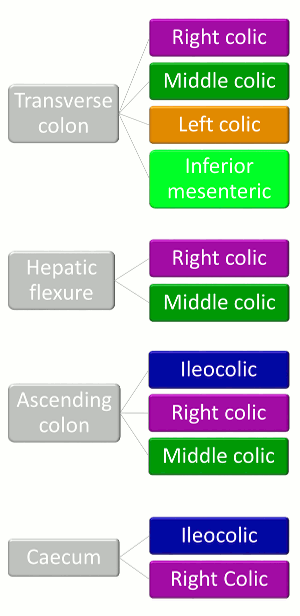 Transverse
colon
Right colic
Middle colic
Left colic
Inferior
mesenteric
Hepatic
flexure
Right colic
Middle colic
Ascending
colon
Ileocolic
Right colic
Middle colic
Caecum
Ileocolic
Right Colic